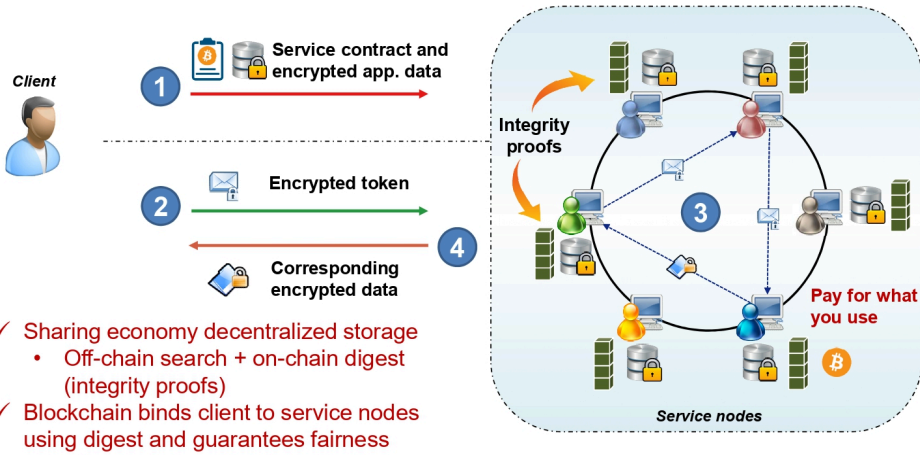 Client
1
Service contract and
encrypted app. data
Integrity
proofs
2
Encrypted token
3
4
Corresponding
encrypted data
Pay for what
you use
✓ Sharing economy decentralized storage
• Off-chain search + on-chain digest
(integrity proofs)
✓ Blockchain binds client to service nodes
using digest and guarantees fairness
Service nodes